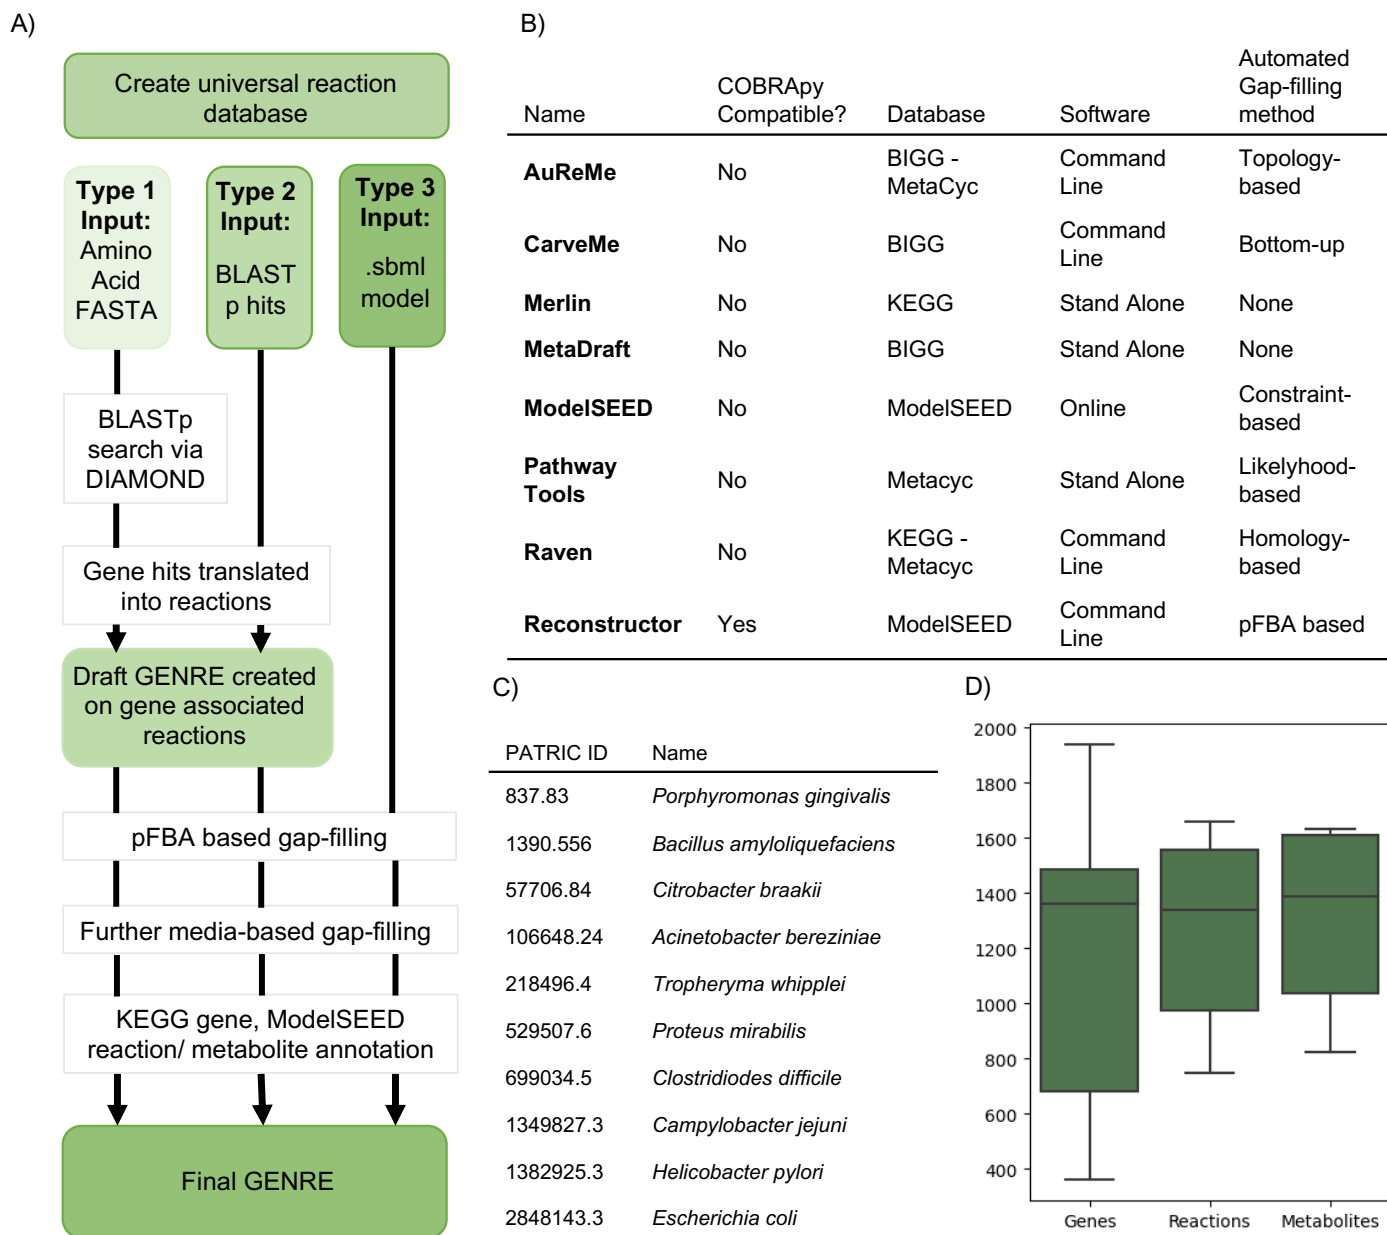 A)
Create universal reaction
database
Type 1
Input:
Amino
Acid
FASTA
Type 2
Input:
BLAST
p hits
Type 3
Input:
.sbml
model
BLASTp
search via
DIAMOND
Gene hits translated
into reactions
Draft GENRE created
on gene associated
reactions
pFBA based gap-filling
Further media-based gap-filling
KEGG gene, ModelSEED
reaction/ metabolite annotation
Final GENRE
B)
Name
COBRApy
Compatible?
Database
Software
Automated
Gap-filling
method
AuReMe
No
BIGG -
MetaCyc
Command
Line
Topology-
based
CarveMe
No
BIGG
Command
Line
Bottom-up
Merlin
No
KEGG
Stand Alone
None
MetaDraft
No
BIGG
Stand Alone
None
ModelSEED
No
ModelSEED
Online
Constraint-
based
Pathway
Tools
No
Metacyc
Stand Alone
Likelyhood-
based
Raven
No
KEGG -
Metacyc
Command
Line
Homology-
based
Reconstructor
Yes
ModelSEED
Command
Line
pFBA based
C)
PATRIC ID Name
837.83 Porphyromonas gingivalis
1390.556 Bacillus amyloliquefaciens
57706.84 Citrobacter braakii
106648.24 Acinetobacter bereziniae
218496.4 Tropheryma whipplei
529507.6 Proteus mirabilis
699034.5 Clostridiodes difficile
1349827.3 Campylobacter jejuni
1382925.3 Helicobacter pylori
2848143.3 Escherichia coli
D)
2000
1800
1600
1400
1200
1000
800
600
400
Genes Reactions Metabolites